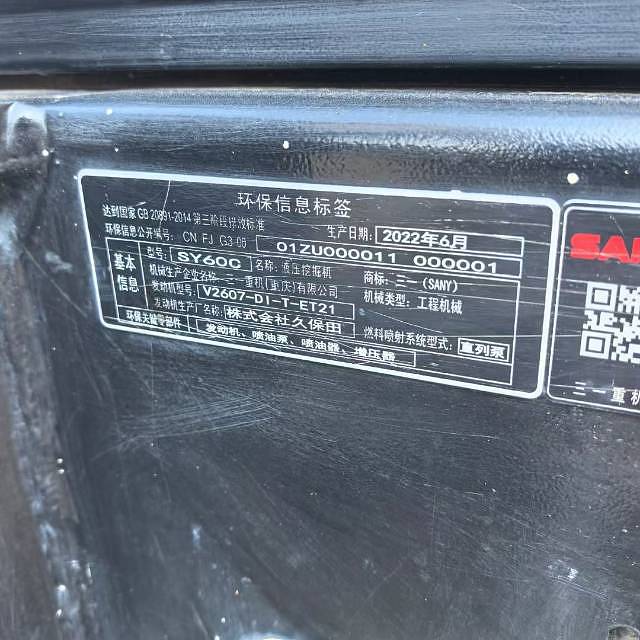 环保信息标签
达到国家 GB 20891-2014 第三阶段排放标准
生产日期: 2022年6月
环保信息公开编号: CN FJ G3 06 01ZU000011 000001
基本信息
型号: SY60C 名称: 液压挖掘机 商标: 三一 (SANY)
机械生产企业名称: 三一重机(重庆)有限公司 机械类型: 工程机械
发动机型号: V2607-DI-T-ET21
发动机生产厂名称: 株式会社久保田 燃料喷射系统型式: 直列泵
环保关键零部件 发动机、喷油泵、喷油器、增压器
三一重机